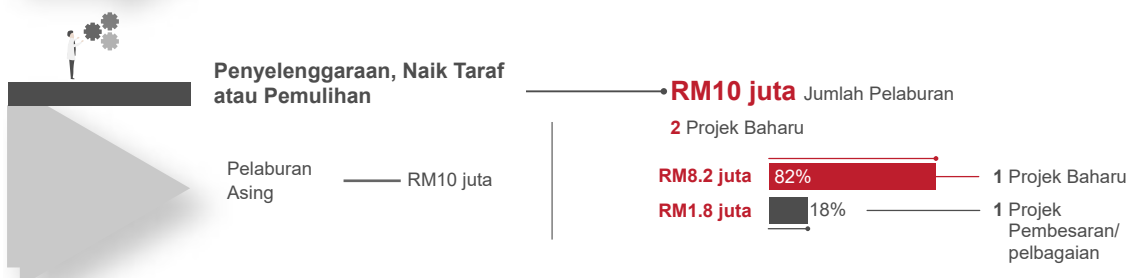 Penyelenggaraan, Naik Taraf
atau Pemulihan
RM10 juta Jumlah Pelaburan
2 Projek Baharu
Pelaburan
Asing
RM10 juta
RM8.2 juta 82% 1 Projek Baharu
RM1.8 juta 18% 1 Projek
Pembesaran/
pelbagaian